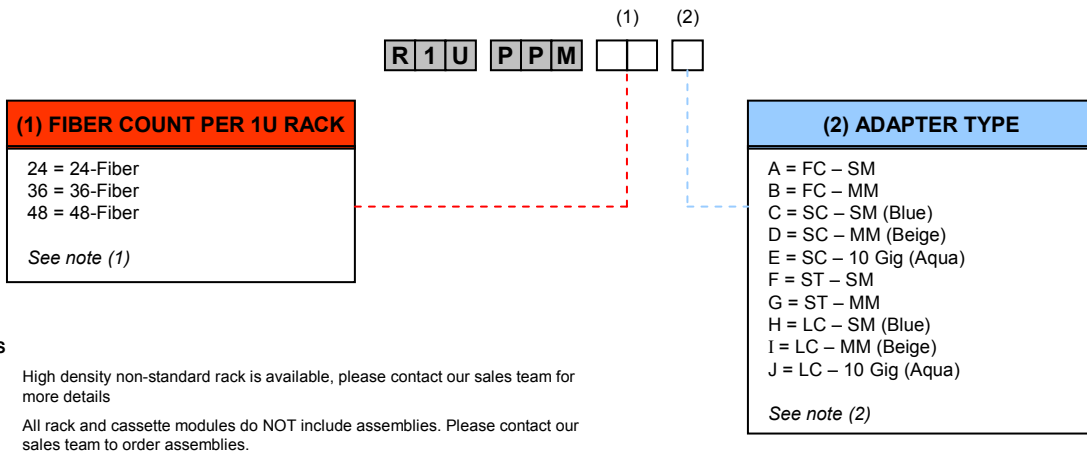 (1) (2)
R 1 U P P M
(1) FIBER COUNT PER 1U RACK
24 = 24-Fiber
36 = 36-Fiber
48 = 48-Fiber
See note (1)
(2) ADAPTER TYPE
A = FC – SM
B = FC – MM
C = SC – SM (Blue)
D = SC – MM (Beige)
E = SC – 10 Gig (Aqua)
F = ST – SM
G = ST – MM
H = LC – SM (Blue)
I = LC – MM (Beige)
J = LC – 10 Gig (Aqua)
See note (2)
s
High density non-standard rack is available, please contact our sales team for
more details
All rack and cassette modules do NOT include assemblies. Please contact our
sales team to order assemblies.